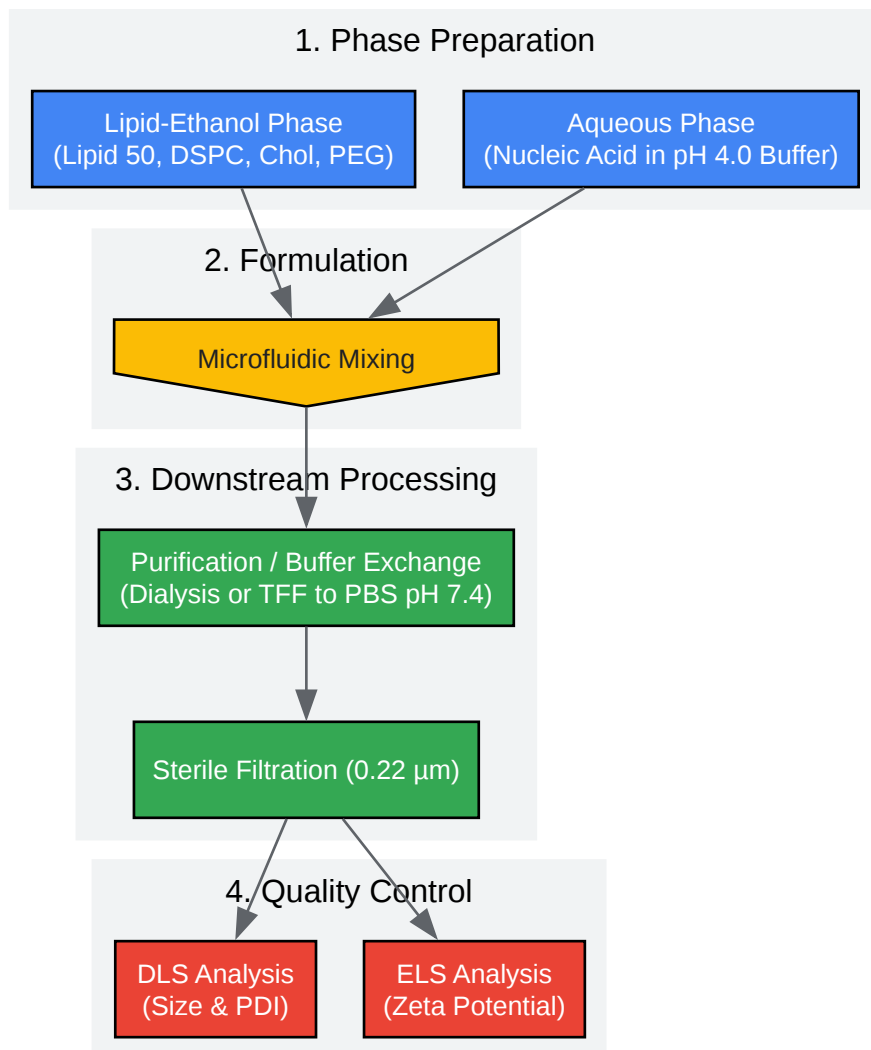 1. Phase Preparation
Lipid-Ethanol Phase
(Lipid 50, DSPC, Chol, PEG)
Aqueous Phase
(Nucleic Acid in pH 4.0 Buffer)
2. Formulation
Microfluidic Mixing
3. Downstream Processing
Purification / Buffer Exchange
(Dialysis or TFF to PBS pH 7.4)
Sterile Filtration (0.22 µm)
4. Quality Control
DLS Analysis
(Size & PDI)
ELS Analysis
(Zeta Potential)